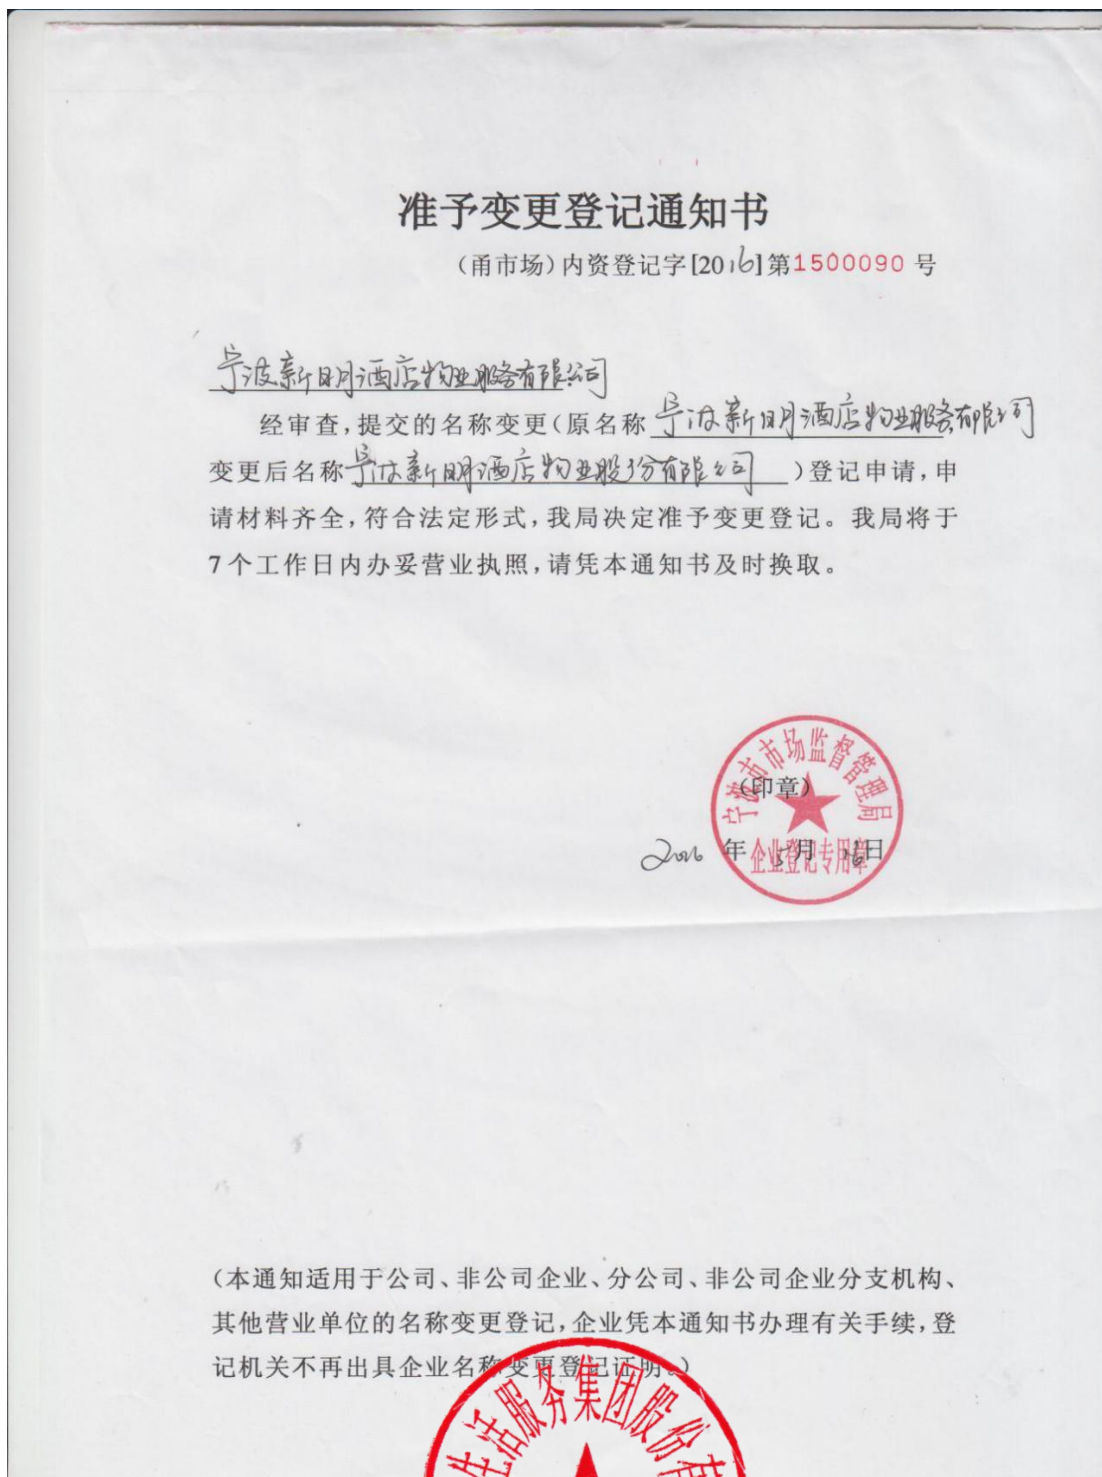 准予变更登记通知书
(甬市场)内资登记字[2016]第1500090号
宁波新明酒店物业服务有限公司
经审查,提交的名称变更(原名称宁波新明酒店物业服务有限公司
变更后名称宁波新明酒店物业股份有限公司)登记申请,申
请材料齐全,符合法定形式,我局决定准予变更登记。我局将于
7个工作日内办妥营业执照,请凭本通知书及时换取。
宁波市市场监督管理局
(印章)
2016年5月16日
企业登记专用章
(本通知适用于公司、非公司企业、分公司、非公司企业分支机构、
其他营业单位的名称变更登记,企业凭本通知书办理有关手续,登
记机关不再出具企业名称变更登记证明。)
生活服务集团股份有